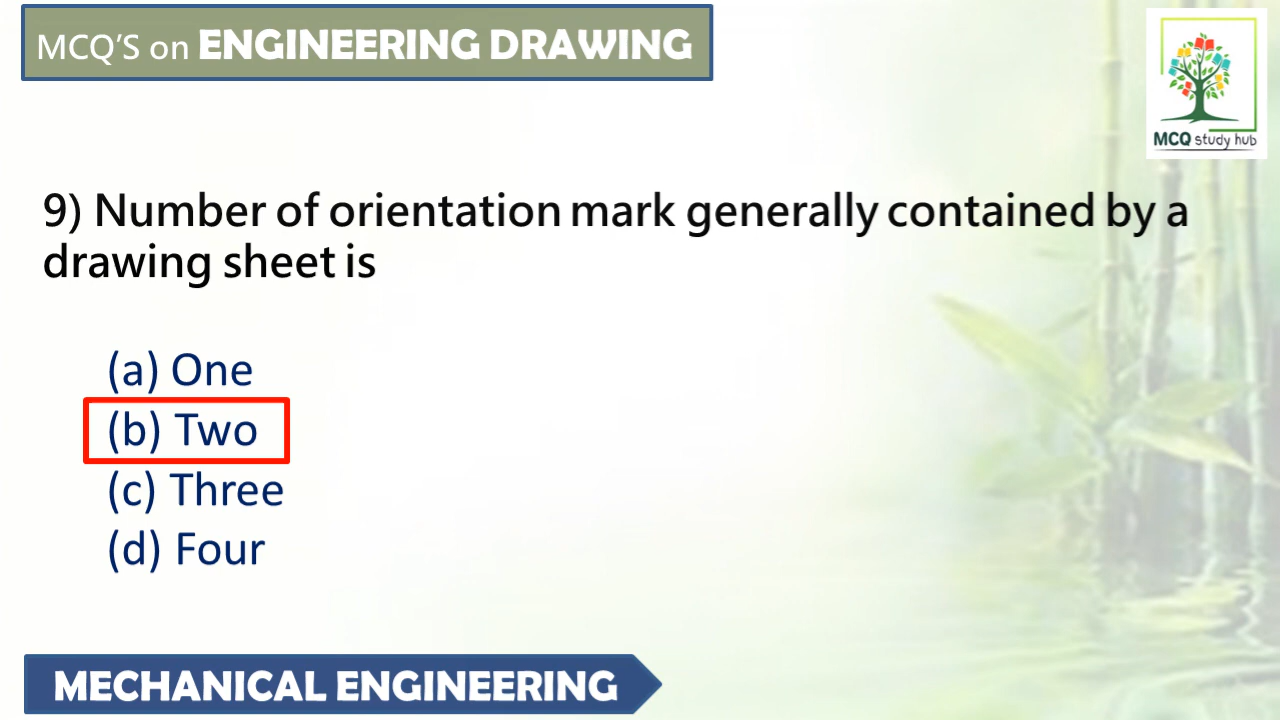 MCQ'S on ENGINEERING DRAWING
MCQ study hub
9) Number of orientation mark generally contained by a
drawing sheet is
(a) One
(b) Two
(c) Three
(d) Four
MECHANICAL ENGINEERING